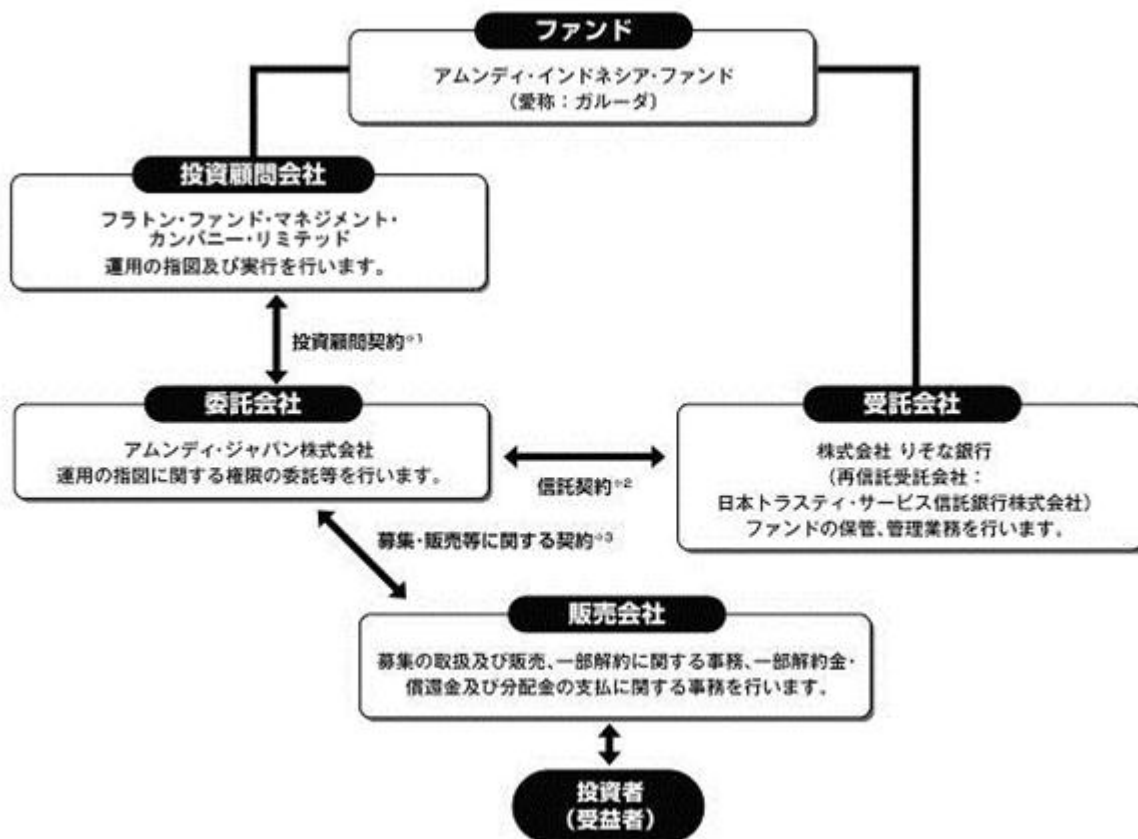 ファンド
アムンディ・インドネシア・ファンド
(愛称：ガルーダ)
投資顧問会社
フラトン・ファンド・マネジメント・
カンパニー・リミテッド
運用の指図及び実行を行います。
投資顧問契約※1
委託会社
アムンディ・ジャパン株式会社
運用の指図に関する権限の委託等を行います。
信託契約※2
受託会社
株式会社 りそな銀行
(再信託受託会社：
日本トラスティ・サービス信託銀行株式会社)
ファンドの保管、管理業務を行います。
募集・販売等に関する契約※3
販売会社
募集の取扱及び販売、一部解約に関する事務、一部解約金・
償還金及び分配金の支払に関する事務を行います。
投資者
(受益者)